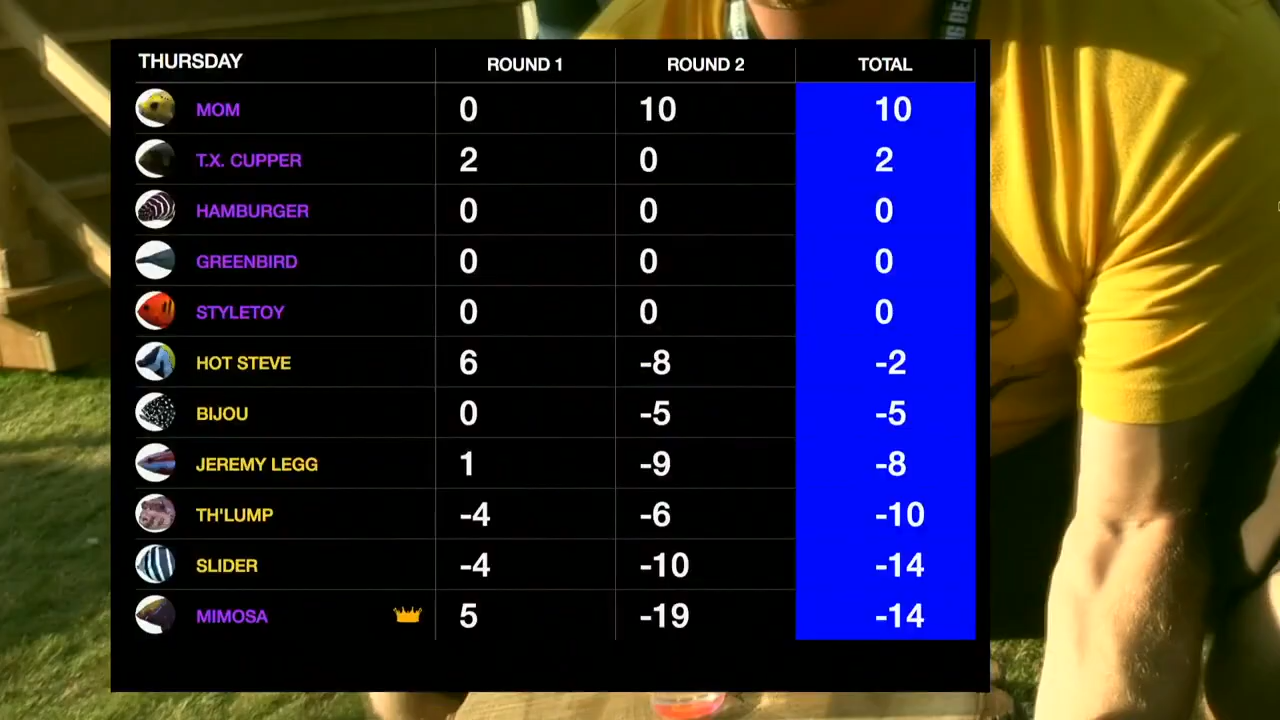 THURSDAY ROUND 1 ROUND 2 TOTAL
MOM 0 10 10
T.X. CUPPER 2 0 2
HAMBURGER 0 0 0
GREENBIRD 0 0 0
STYLETOY 0 0 0
HOT STEVE 6 -8 -2
BIJOU 0 -5 -5
JEREMY LEGG 1 -9 -8
TH'LUMP -4 -6 -10
SLIDER -4 -10 -14
MIMOSA 5 -19 -14